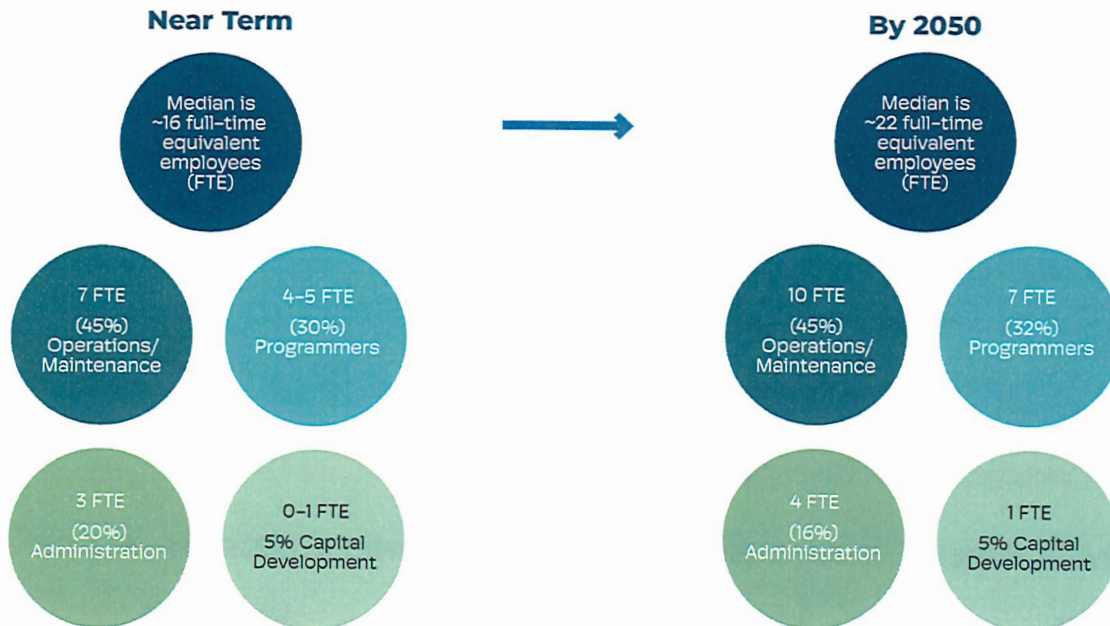 Near Term
Median is
~16 full-time
equivalent
employees
(FTE)
7 FTE
(45%)
Operations/
Maintenance
4-5 FTE
(30%)
Programmers
3 FTE
(20%)
Administration
0-1 FTE
5% Capital
Development
By 2050
Median is
~22 full-time
equivalent
employees
(FTE)
10 FTE
(45%)
Operations/
Maintenance
7 FTE
(32%)
Programmers
4 FTE
(16%)
Administration
1 FTE
5% Capital
Development